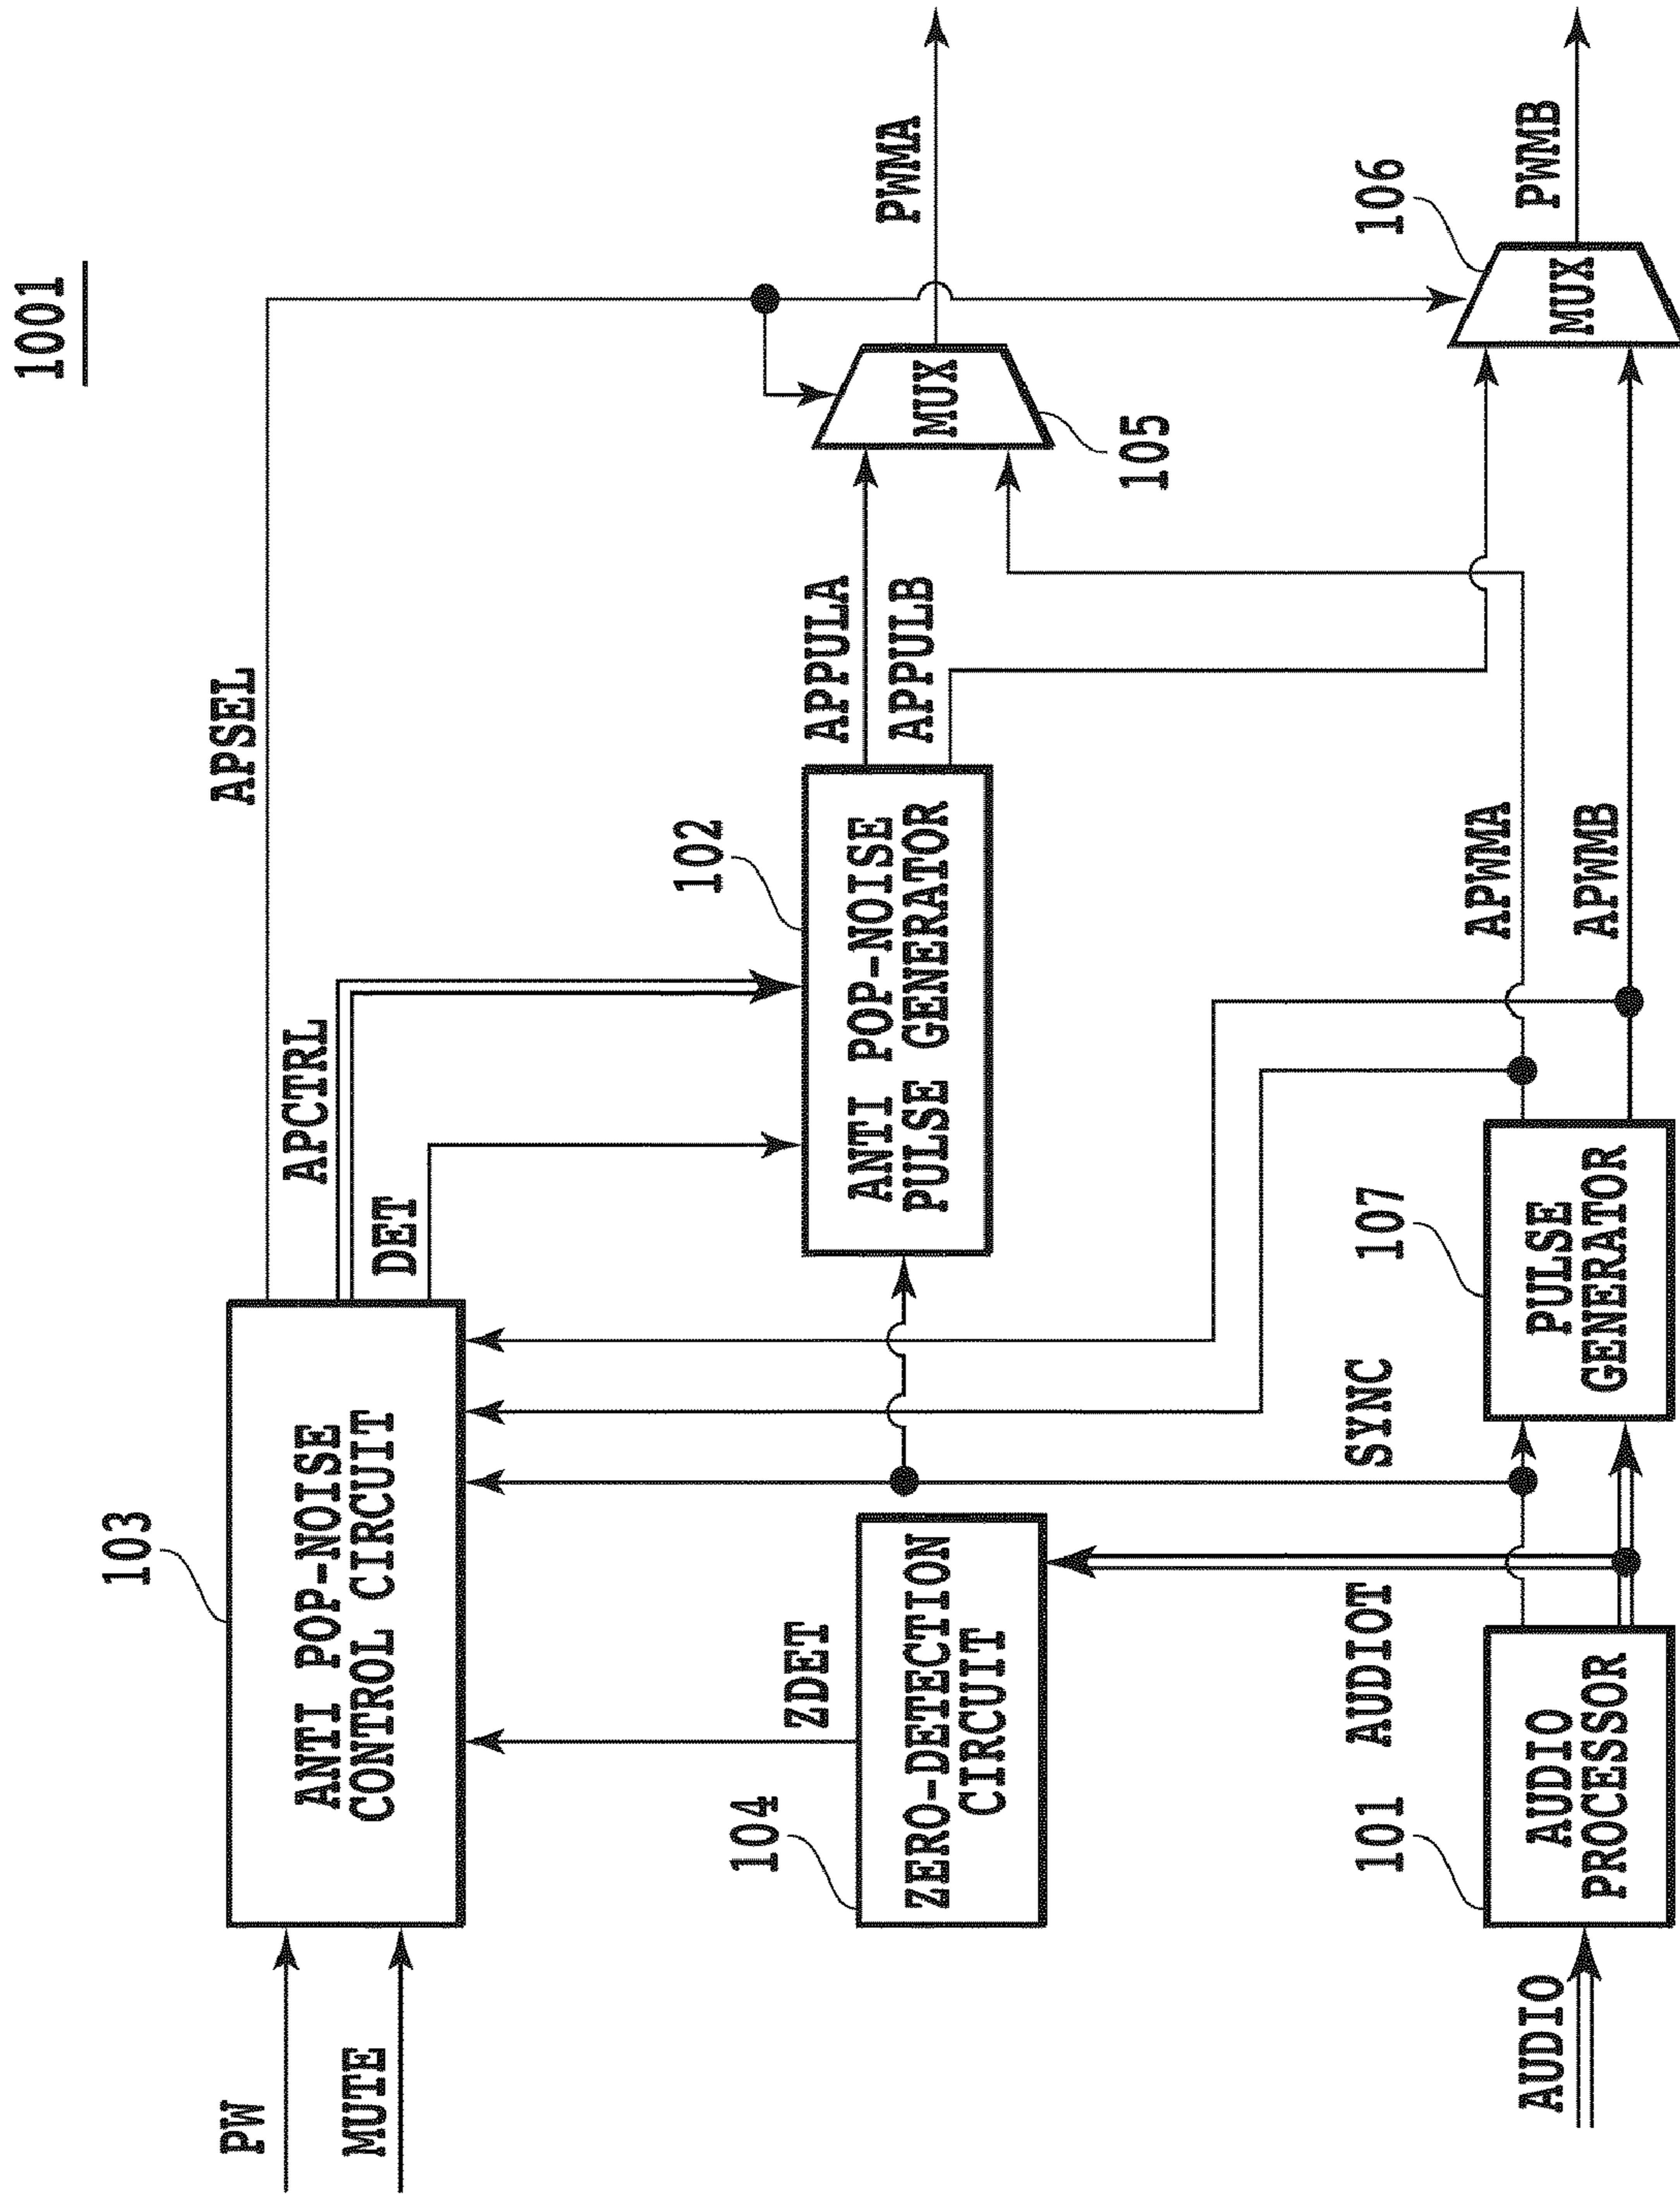 1001
103
PW
MUTE
ANTI POP-NOISE
CONTROL CIRCUIT
APSEL
APCTRL
DET
104
ZDET
ZERO-DETECTION
CIRCUIT
102
ANTI POP-NOISE
PULSE GENERATOR
APPULA
APPULB
MUX
105
PWMA
101
AUDIOT
SYNC
107
AUDIO
AUDIO
PROCESSOR
PULSE
GENERATOR
APWMA
APWMB
106
MUX
PWMB